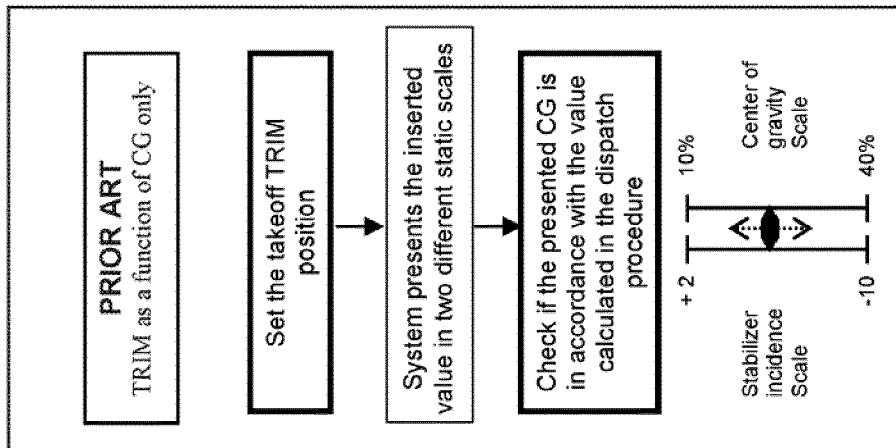 PRIOR ART
TRIM as a function of CG only
Set the takeoff TRIM
position
System presents the inserted
value in two different static scales
Check if the presented CG is
in accordance with the value
calculated in the dispatch
procedure
+ 2
10%
Stabilizer
incidence
Scale
Center of
gravity
Scale
-10
40%